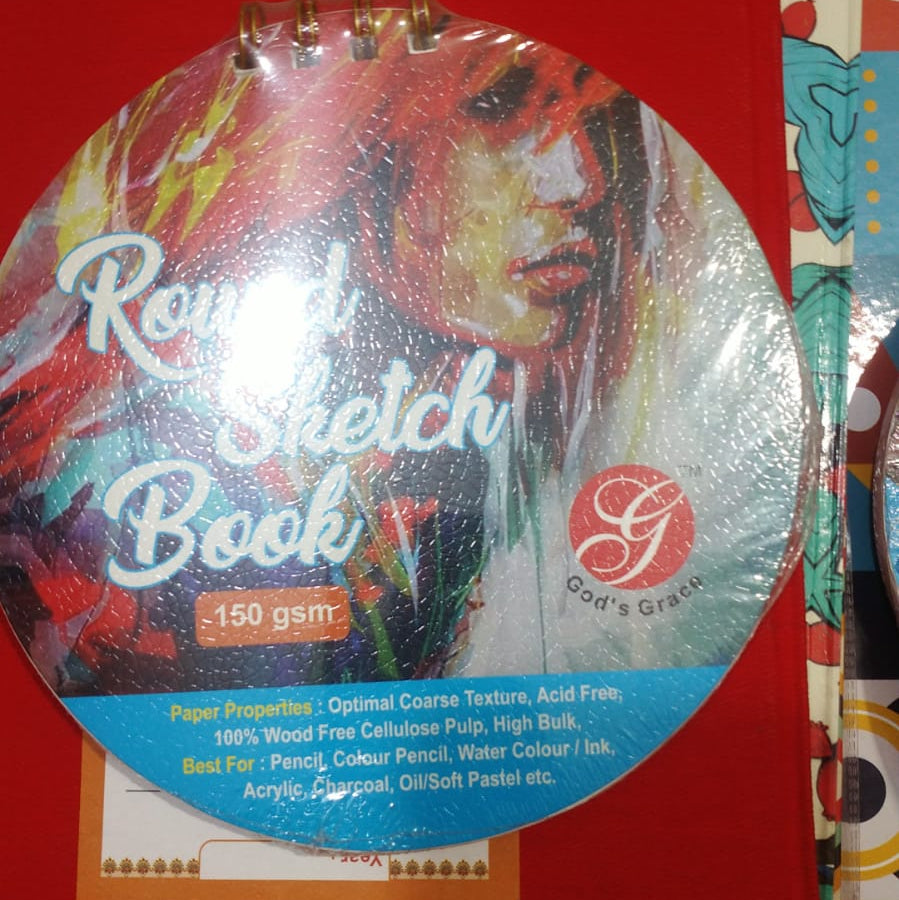 Round
Sketch
Book
150 gsm
TM
G
God's Grace
Paper Properties : Optimal Coarse Texture, Acid Free,
100% Wood Free Cellulose Pulp, High Bulk,
Best For : Pencil, Colour Pencil, Water Colour / Ink,
Acrylic, Charcoal, Oil/Soft Pastel etc.
Year :